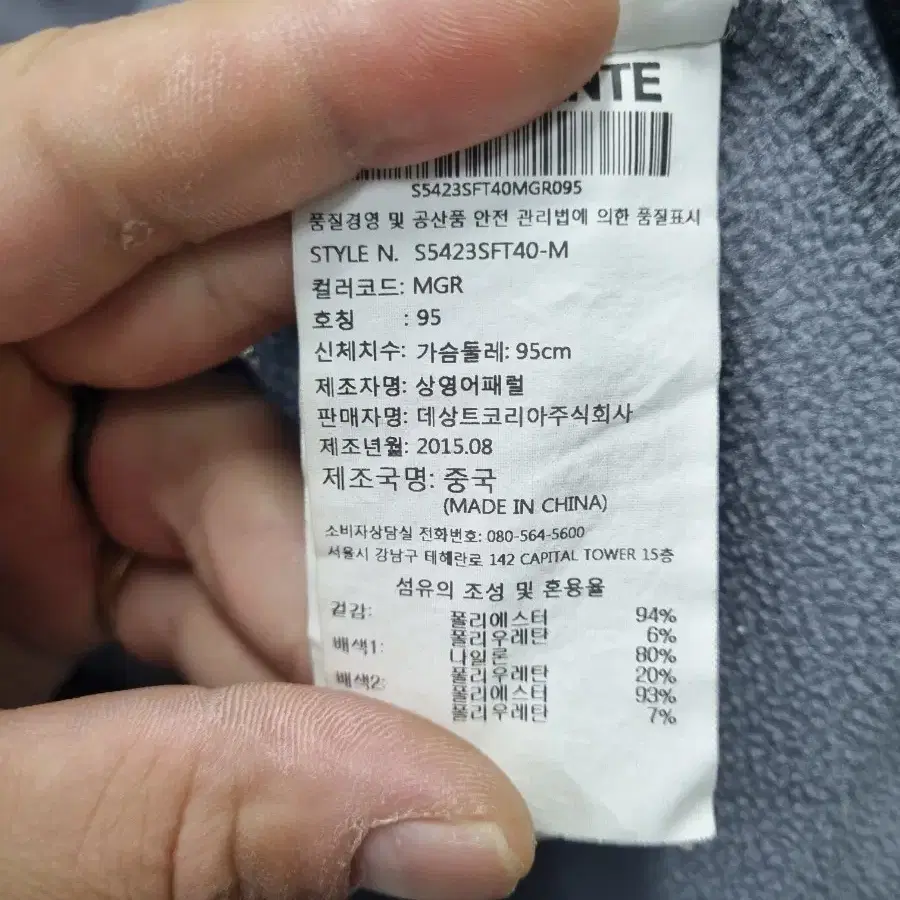 NTE
S5423SFT40MGR095
품질경영 및 공산품 안전 관리법에 의한 품질표시
STYLE N. S5423SFT40-M
컬러코드: MGR
호칭 : 95
신체치수: 가슴둘레: 95cm
제조자명: 상영어패럴
판매자명: 데상트코리아주식회사
제조년월: 2015.08
제조국명: 중국
(MADE IN CHINA)
소비자상담실 전화번호: 080-564-5600
서울시 강남구 테헤란로 142 CAPITAL TOWER 15층
섬유의 조성 및 혼용율
겉감: 폴리에스터 94%
폴리우레탄 6%
배색1: 나일론 80%
폴리우레탄 20%
배색2: 폴리에스터 93%
폴리우레탄 7%